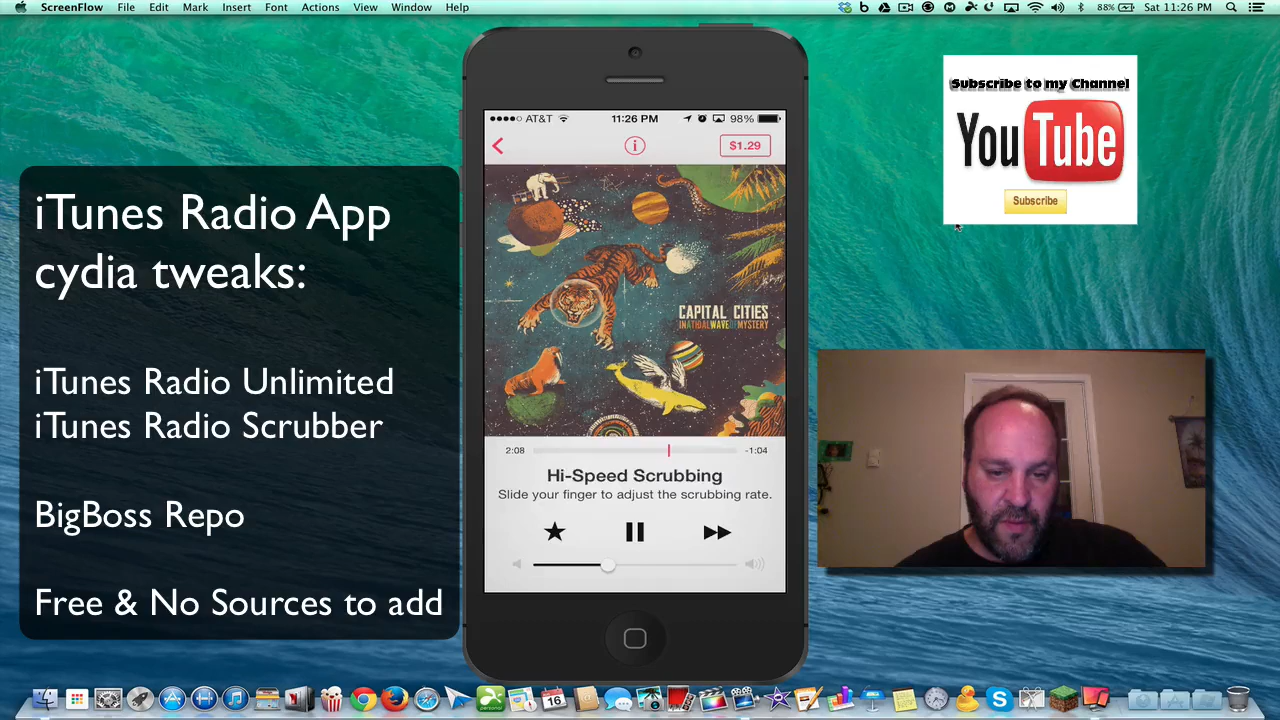 ScreenFlow File Edit Mark Insert Font Actions View Window Help
88% Sat 11:26 PM
iTunes Radio App
cydia tweaks:
iTunes Radio Unlimited
iTunes Radio Scrubber
BigBoss Repo
Free & No Sources to add
AT&T 11:26 PM 98%
$1.29
CAPITAL CITIES
IN A TIDAL WAVE OF MYSTERY
2:08 -1:04
Hi-Speed Scrubbing
Slide your finger to adjust the scrubbing rate.
Subscribe to my Channel
YouTube
Subscribe
16